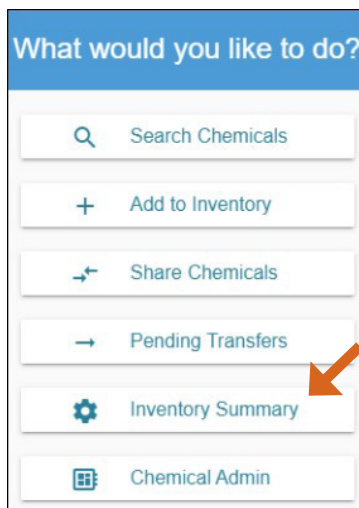 What would you like to do?
Search Chemicals
Add to Inventory
Share Chemicals
Pending Transfers
Inventory Summary
Chemical Admin